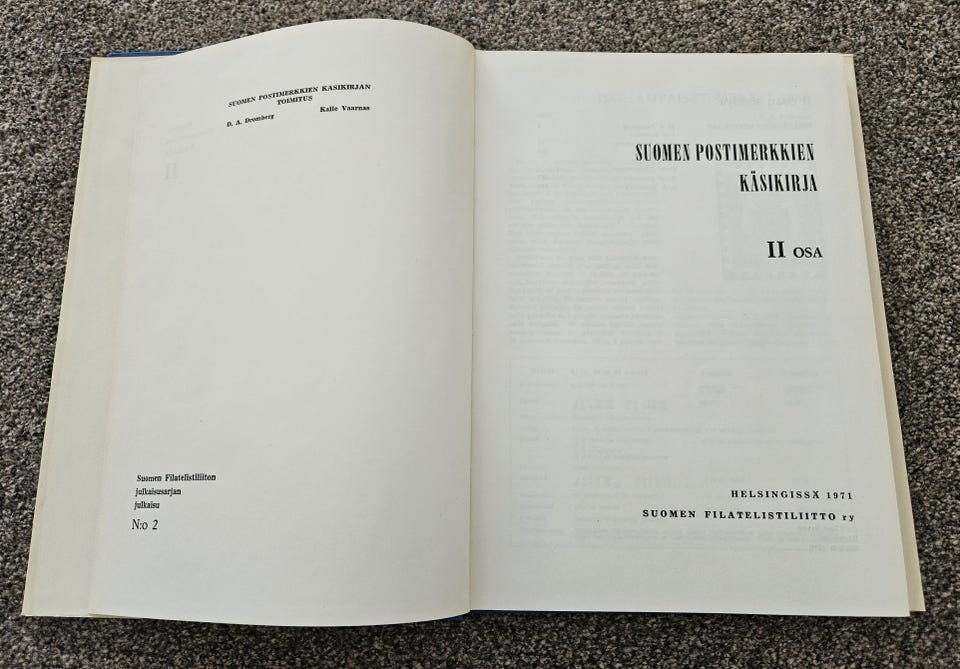 SUOMEN POSTIMERKKIEN KÄSIKIRJAN
TOIMITUS
D. A. Dromberg Kalle Vaarnas
Suomen Filatelistiliiton
julkaisusarjan
julkaisu
N:o 2
SUOMEN POSTIMERKKIEN
KÄSIKIRJA
II OSA
HELSINGISSÄ 1971
SUOMEN FILATELISTILIITTO ry